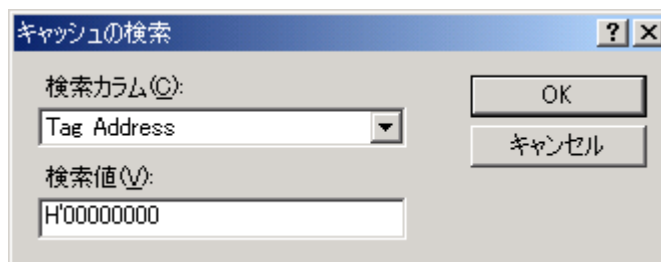 キャッシュの検索
検索カラム(C):
Tag Address
OK
キャンセル
検索値(V):
H'00000000